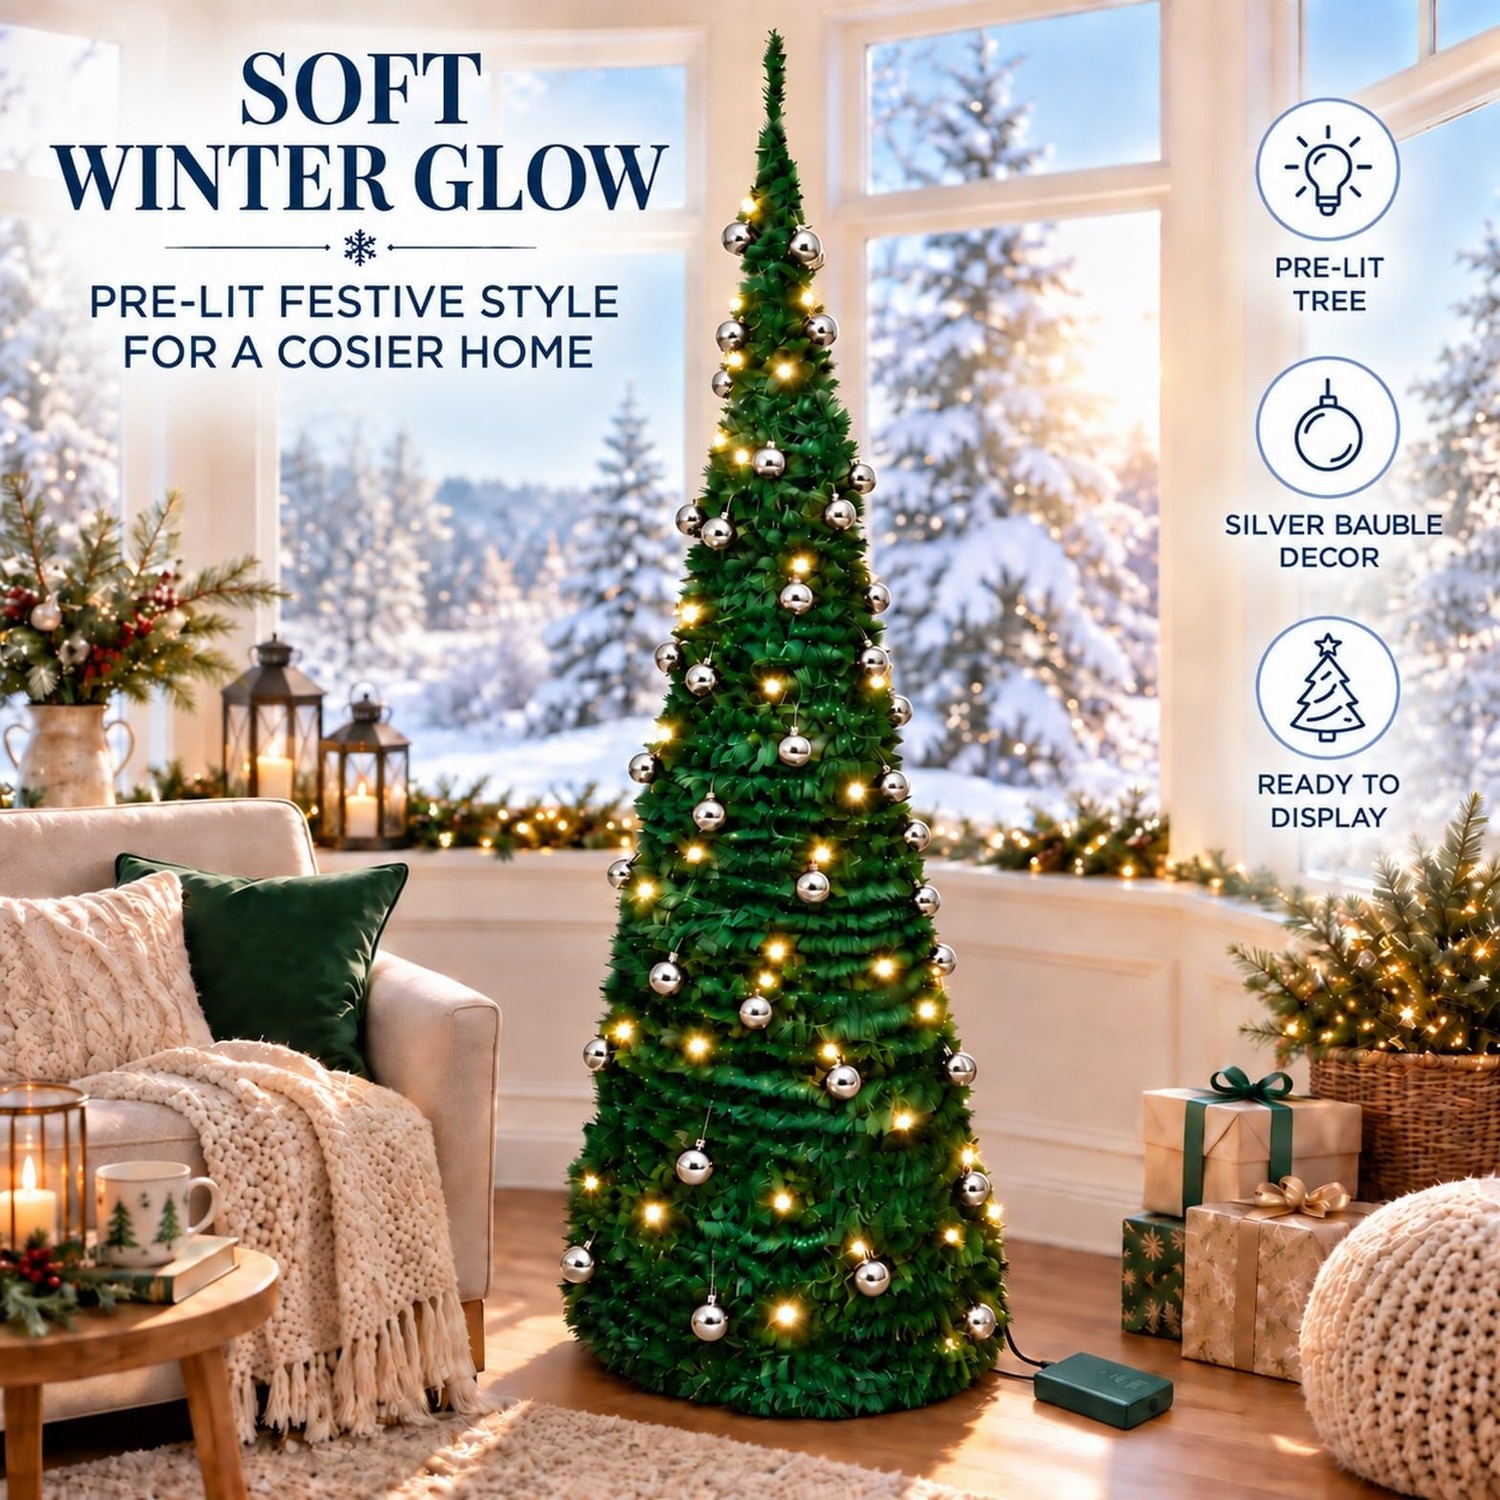 SOFT
WINTER GLOW
PRE-LIT FESTIVE STYLE
FOR A COSIER HOME
PRE-LIT
TREE
SILVER BAUBLE
DECOR
READY TO
DISPLAY